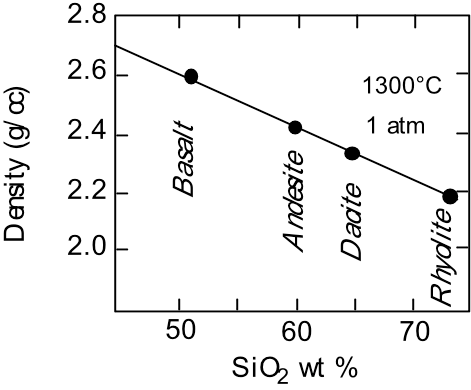 2.8
2.6
2.4
2.2
2.0
Density (g/cc)
1300°C
1 atm
Basalt
Andesite
Dacite
Rhyolite
50
60
70
SiO₂ wt %